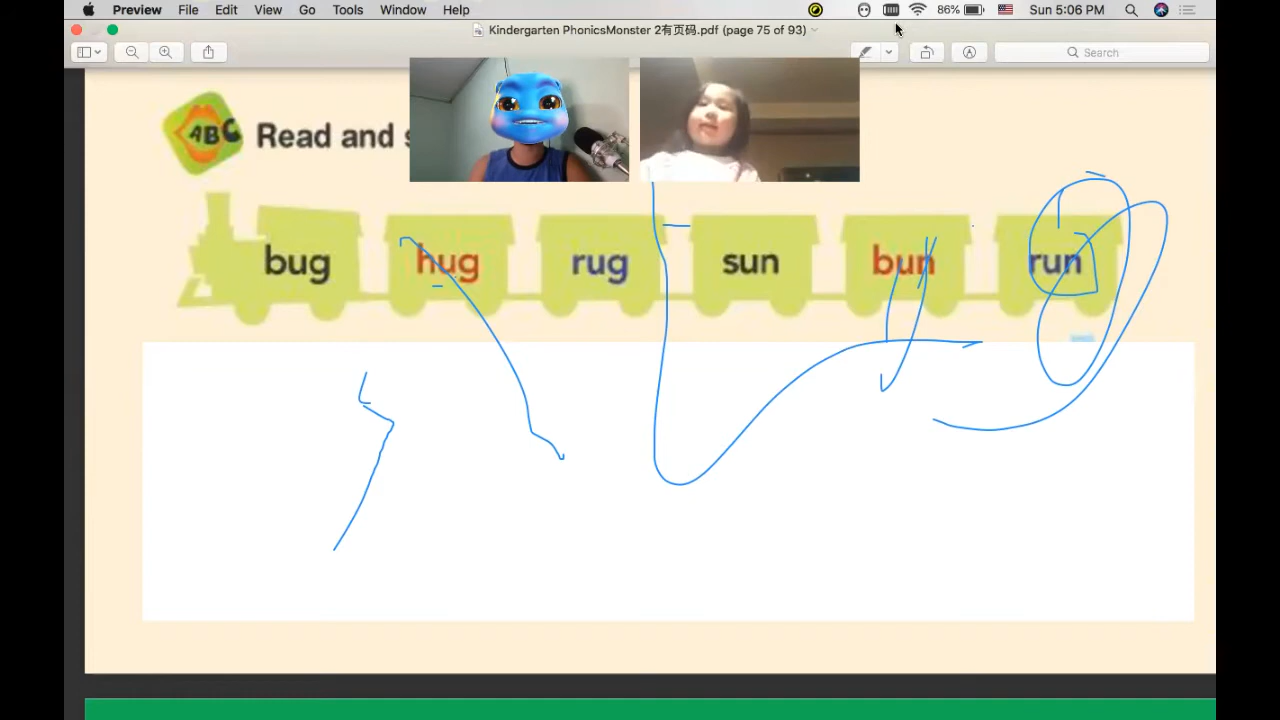 Preview File Edit View Go Tools Window Help 86% Sun 5:06 PM
Kindergarten PhonicsMonster 2有页码.pdf (page 75 of 93)
Search
ABC Read and s
bug hug rug sun bun run